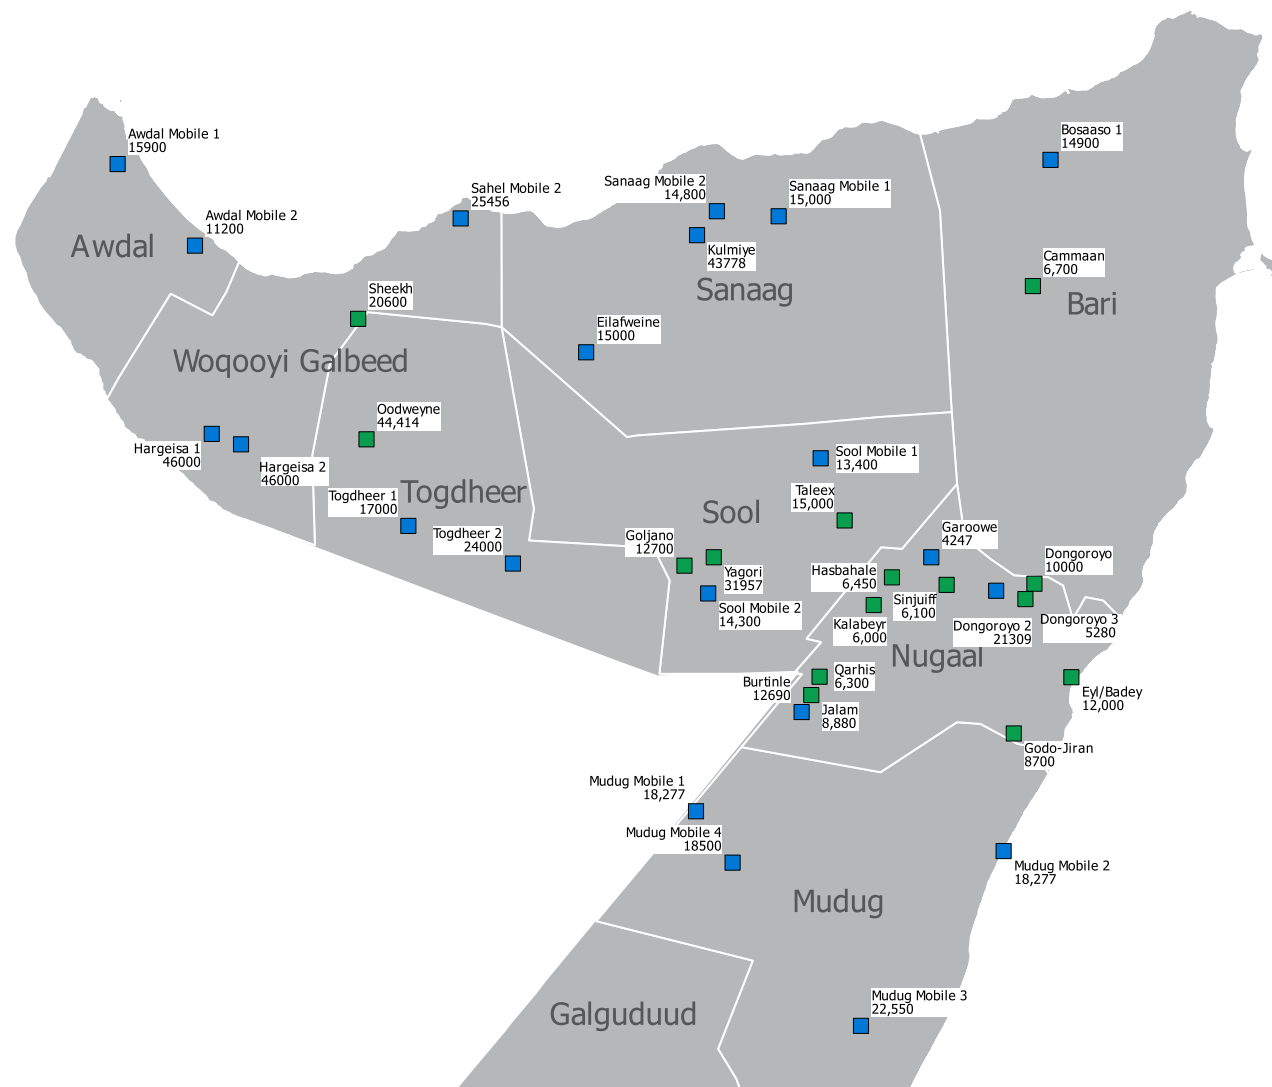 Awdal Mobile 1
15900
Bosaaso 1
14900
Sanaag Mobile 2
14,800
Sanaag Mobile 1
15,000
Sahel Mobile 2
25456
Awdal Mobile 2
11200
Awdal
Kulmiye
43778
Cammaan
6,700
Sanaag
Bari
Sheekh
20600
Eilafweine
15000
Woqooyi Galbeed
Oodweyne
44,414
Hargeisa 1
46000
Hargeisa 2
46000
Sool Mobile 1
13,400
Togdheer
Togdheer 1
17000
Taleex
15,000
Sool
Togdheer 2
24000
Goljano
12700
Garoowe
4247
Yagori
31957
Hasbahale
6,450
Dongoroyo
10000
Sool Mobile 2
14,300
Sinjuiff
6,100
Kalabeyr
6,000
Dongoroyo 2
21309
Dongoroyo 3
5280
Nugaal
Qarhis
6,300
Burtinle
12690
Eyl/Badey
12,000
Jalam
8,880
Godo-Jiran
8700
Mudug Mobile 1
18,277
Mudug Mobile 4
18500
Mudug Mobile 2
18,277
Mudug
Mudug Mobile 3
22,550
Galguduud